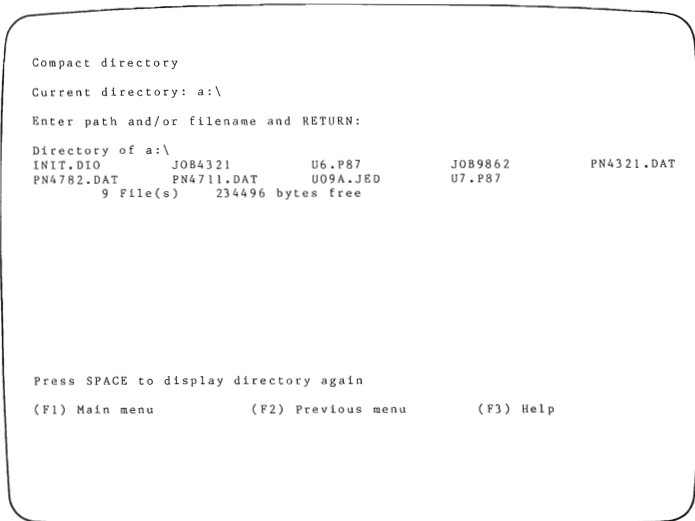 Compact directory
Current directory: a:\
Enter path and/or filename and RETURN:
Directory of a:\
INIT.DIO JOB4321 U6.P87 JOB9862 PN4321.DAT
PN4782.DAT PN4711.DAT U09A.JED U7.P87
9 File(s) 234496 bytes free
Press SPACE to display directory again
(F1) Main menu (F2) Previous menu (F3) Help